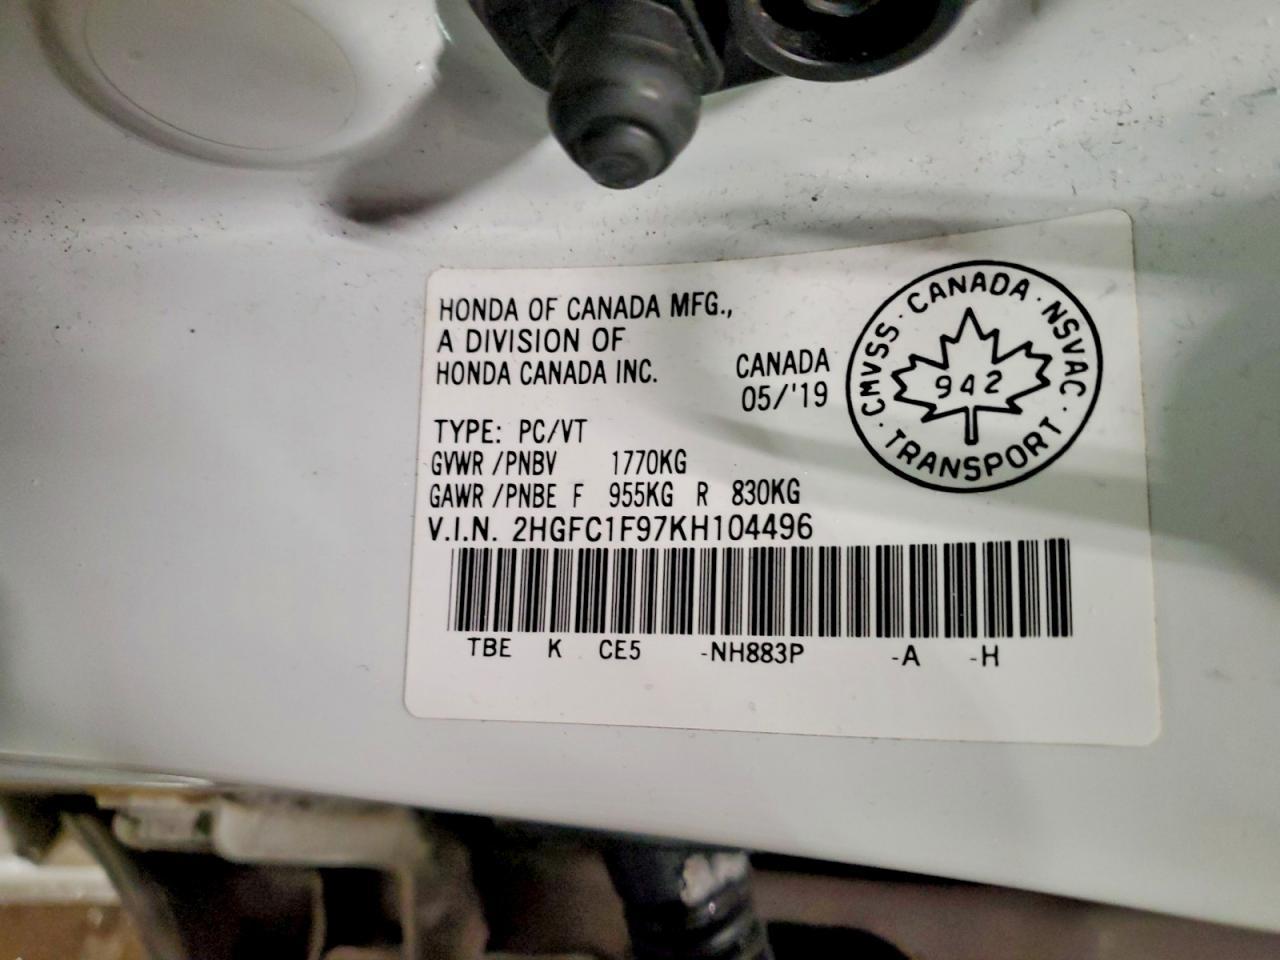 HONDA OF CANADA MFG.,
A DIVISION OF
HONDA CANADA INC.
CANADA
05/'19
CMVSS · CANADA · NSVAC · TRANSPORT ·
942
TYPE: PC/VT
GVWR /PNBV 1770KG
GAWR /PNBE F 955KG R 830KG
V.I.N. 2HGFC1F97KH104496
TBE K CE5 -NH883P -A -H